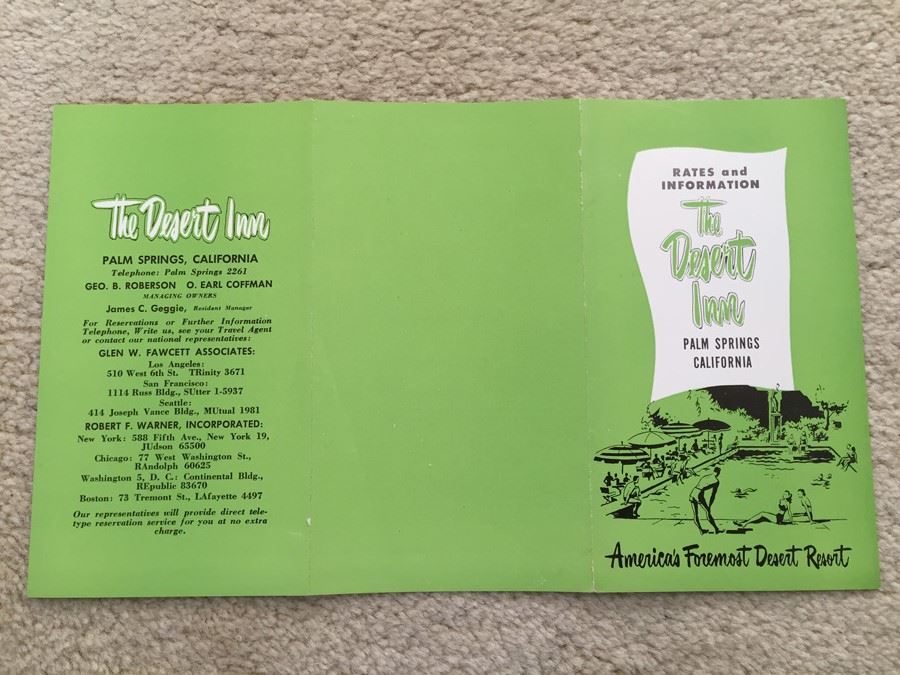 The Desert Inn
PALM SPRINGS, CALIFORNIA
Telephone: Palm Springs 2261
GEO. B. ROBERSON O. EARL COFFMAN
MANAGING OWNERS
James C. Geggie, Resident Manager
For Reservations or Further Information
Telephone, Write us, see your Travel Agent
or contact our national representatives:
GLEN W. FAWCETT ASSOCIATES:
Los Angeles:
510 West 6th St. TRinity 3671
San Francisco:
1114 Russ Bldg., SUtter 1-5937
Seattle:
414 Joseph Vance Bldg., MUtual 1981
ROBERT F. WARNER, INCORPORATED:
New York: 588 Fifth Ave., New York 19,
JUdson 65500
Chicago: 77 West Washington St.,
RAndolph 60625
Washington 5, D. C.: Continental Bldg.,
REpublic 83670
Boston: 73 Tremont St., LAfayette 4497
Our representatives will provide direct tele-
type reservation service for you at no extra
charge.
RATES and
INFORMATION
The
Desert
Inn
PALM SPRINGS
CALIFORNIA
America's Foremost Desert Resort